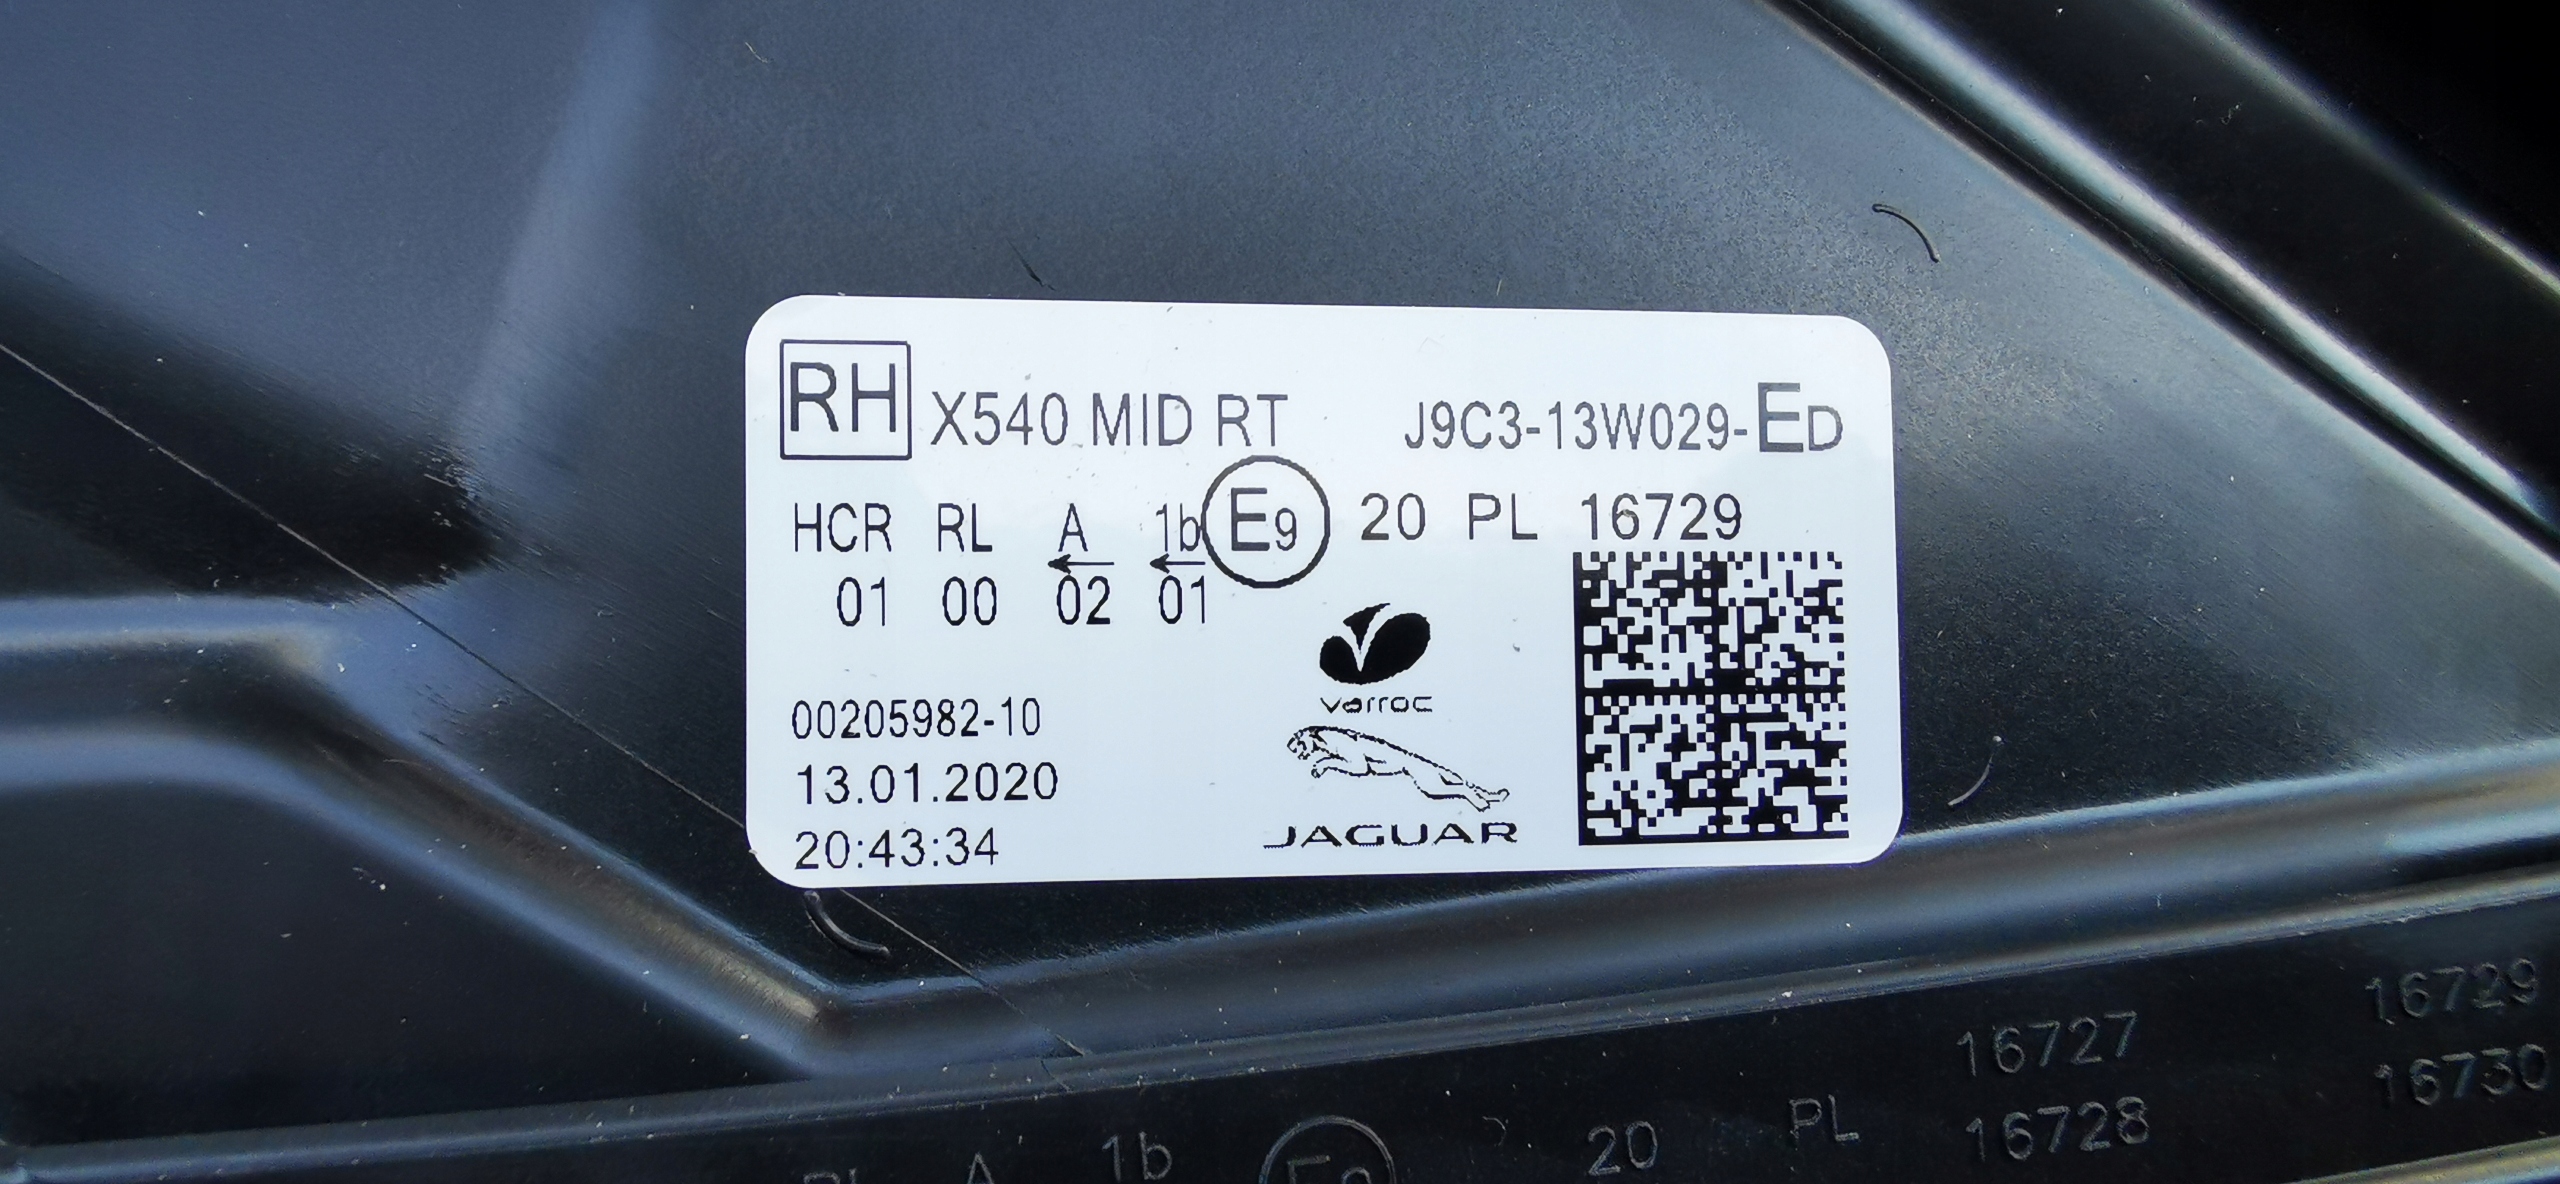 RH X540 MID RT J9C3-13W029-ED
HCR RL A 1b E9 20 PL 16729
← ←
01 00 02 01
varroc
00205982-10
13.01.2020
JAGUAR
20:43:34
16727 16729
16728 16730
A 1b 20 PL